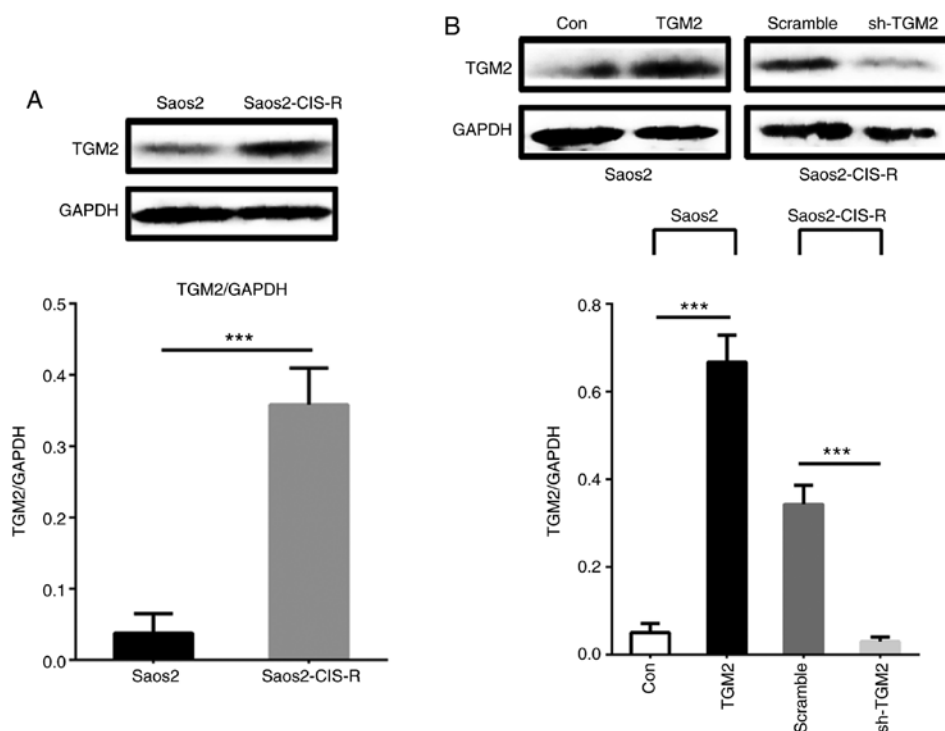 A
Saos2 Saos2-CIS-R
TGM2
GAPDH
TGM2/GAPDH
0.5
0.4
0.3
0.2
0.1
0.0
TGM2/GAPDH
***
Saos2 Saos2-CIS-R
B
Con TGM2 Scramble sh-TGM2
TGM2
GAPDH
Saos2 Saos2-CIS-R
Saos2 Saos2-CIS-R
0.8
0.6
0.4
0.2
0.0
TGM2/GAPDH
***
***
Con TGM2 Scramble sh-TGM2